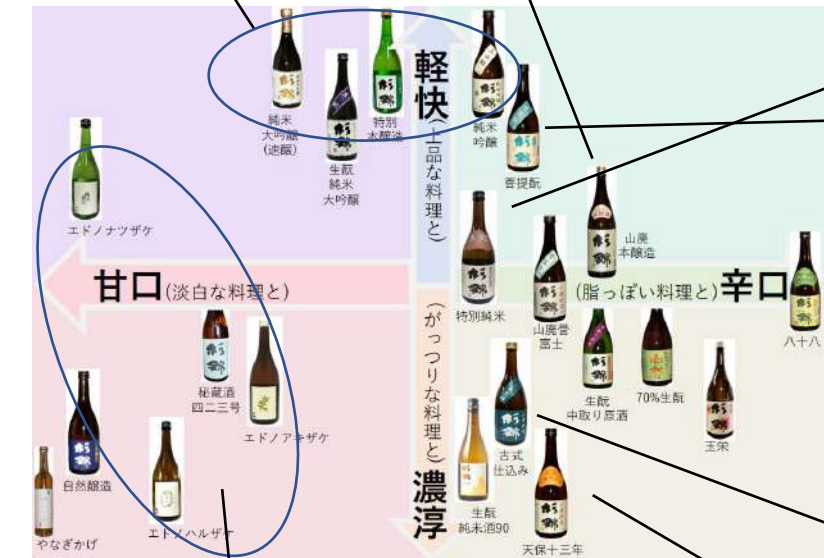 軽快(上品な料理と)
純米
大吟醸
(速醸)
生酛
純米
大吟醸
特別
本醸造
純米
吟醸
菩提酛
エドノナツザケ
山廃
本醸造
甘口(淡白な料理と)
(脂っぽい料理と)辛口
特別純米
山廃誉
富士
八十八
秘蔵酒
四二三号
エドノアキザケ
生酛
中取り原酒
70%生酛
玉栄
自然醸造
古式
仕込み
やなぎかげ
エドノハルザケ
生酛
純米酒90
天保十三年
(がっつりな料理と)濃淳
杉錦